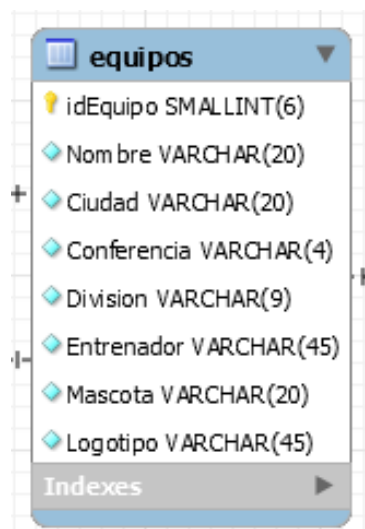 equipos
idEquipo SMALLINT(6)
Nombre VARCHAR(20)
Ciudad VARCHAR(20)
Conferencia VARCHAR(4)
Division VARCHAR(9)
Entrenador VARCHAR(45)
Mascota VARCHAR(20)
Logotipo VARCHAR(45)
Indexes